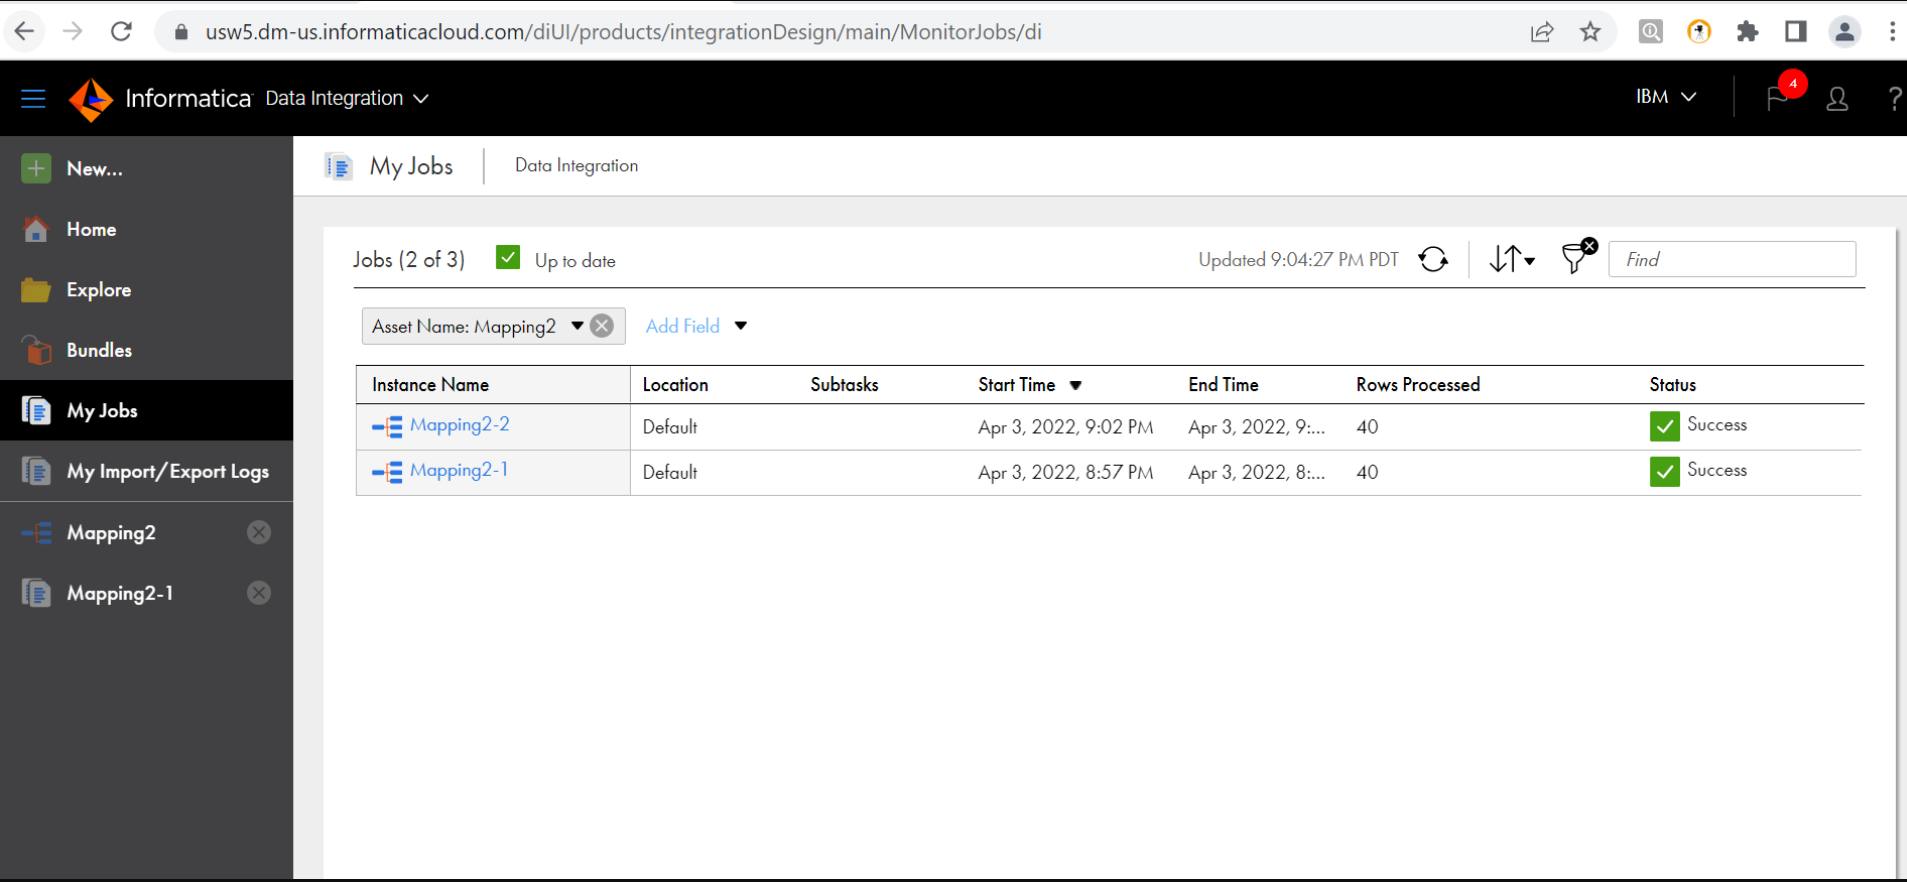 usw5.dm-us.informaticacloud.com/diUI/products/integrationDesign/main/MonitorJobs/di
Informatica Data Integration
IBM
4
?
New...
Home
Explore
Bundles
My Jobs
My Import/Export Logs
Mapping2
Mapping2-1
My Jobs Data Integration
Jobs (2 of 3) Up to date Updated 9:04:27 PM PDT Find
Asset Name: Mapping2 Add Field
Instance Name Location Subtasks Start Time End Time Rows Processed Status
Mapping2-2 Default Apr 3, 2022, 9:02 PM Apr 3, 2022, 9:... 40 Success
Mapping2-1 Default Apr 3, 2022, 8:57 PM Apr 3, 2022, 8:... 40 Success